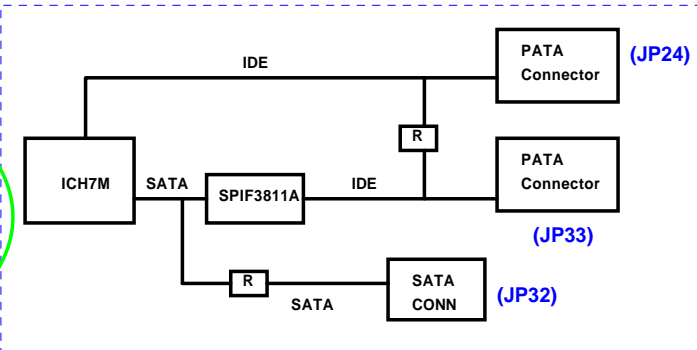 IDE
PATA
Connector
(JP24)
R
ICH7M
SATA
SPIF3811A
IDE
PATA
Connector
(JP33)
R
SATA
SATA
CONN
(JP32)